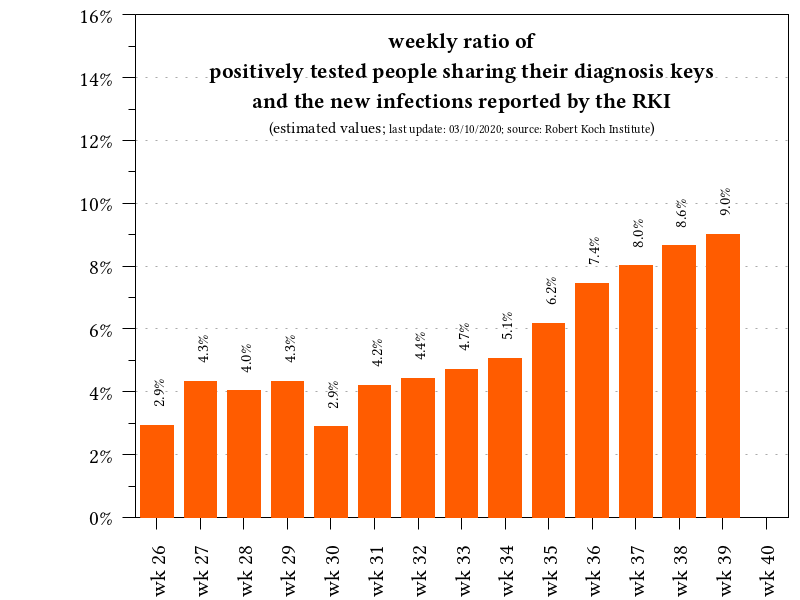 weekly ratio of
positively tested people sharing their diagnosis keys
and the new infections reported by the RKI
(estimated values; last update: 03/10/2020; source: Robert Koch Institute)
16%
14%
12%
10%
8%
6%
4%
2%
0%
2.9%
4.3%
4.0%
4.3%
2.9%
4.2%
4.4%
4.7%
5.1%
6.2%
7.4%
8.0%
8.6%
9.0%
wk 26
wk 27
wk 28
wk 29
wk 30
wk 31
wk 32
wk 33
wk 34
wk 35
wk 36
wk 37
wk 38
wk 39
wk 40